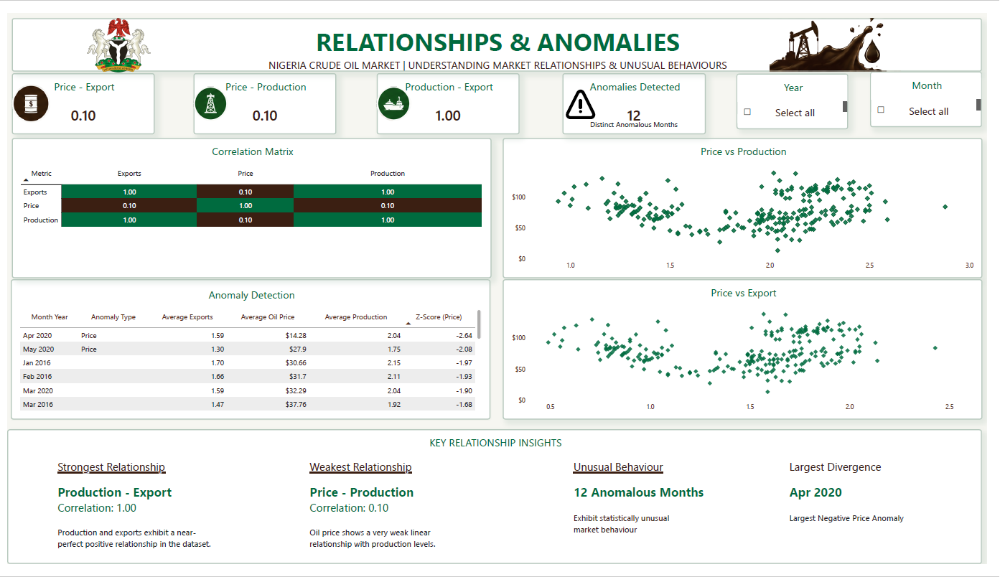 RELATIONSHIPS & ANOMALIES
NIGERIA CRUDE OIL MARKET | UNDERSTANDING MARKET RELATIONSHIPS & UNUSUAL BEHAVIOURS
Price - Export
$
0.10
Price - Production
0.10
Production - Export
1.00
Anomalies Detected
12
Distinct Anomalous Months
Year
Select all
Month
Select all
Correlation Matrix
Metric Exports Price Production
Exports 1.00 0.10 1.00
Price 0.10 1.00 0.10
Production 1.00 0.10 1.00
Price vs Production
$100
$50
$0
1.0 1.5 2.0 2.5 3.0
Anomaly Detection
Month Year Anomaly Type Average Exports Average Oil Price Average Production Z-Score (Price)
Apr 2020 Price 1.59 $14.28 2.04 -2.64
May 2020 Price 1.30 $27.9 1.75 -2.08
Jan 2016 1.70 $30.66 2.15 -1.97
Feb 2016 1.66 $31.7 2.11 -1.93
Mar 2020 1.59 $32.29 2.04 -1.90
Mar 2016 1.47 $37.76 1.92 -1.68
Price vs Export
$100
$50
$0
0.5 1.0 1.5 2.0 2.5
KEY RELATIONSHIP INSIGHTS
Strongest Relationship
Production - Export
Correlation: 1.00
Production and exports exhibit a near-
perfect positive relationship in the dataset.
Weakest Relationship
Price - Production
Correlation: 0.10
Oil price shows a very weak linear
relationship with production levels.
Unusual Behaviour
12 Anomalous Months
Exhibit statistically unusual
market behaviour
Largest Divergence
Apr 2020
Largest Negative Price Anomaly